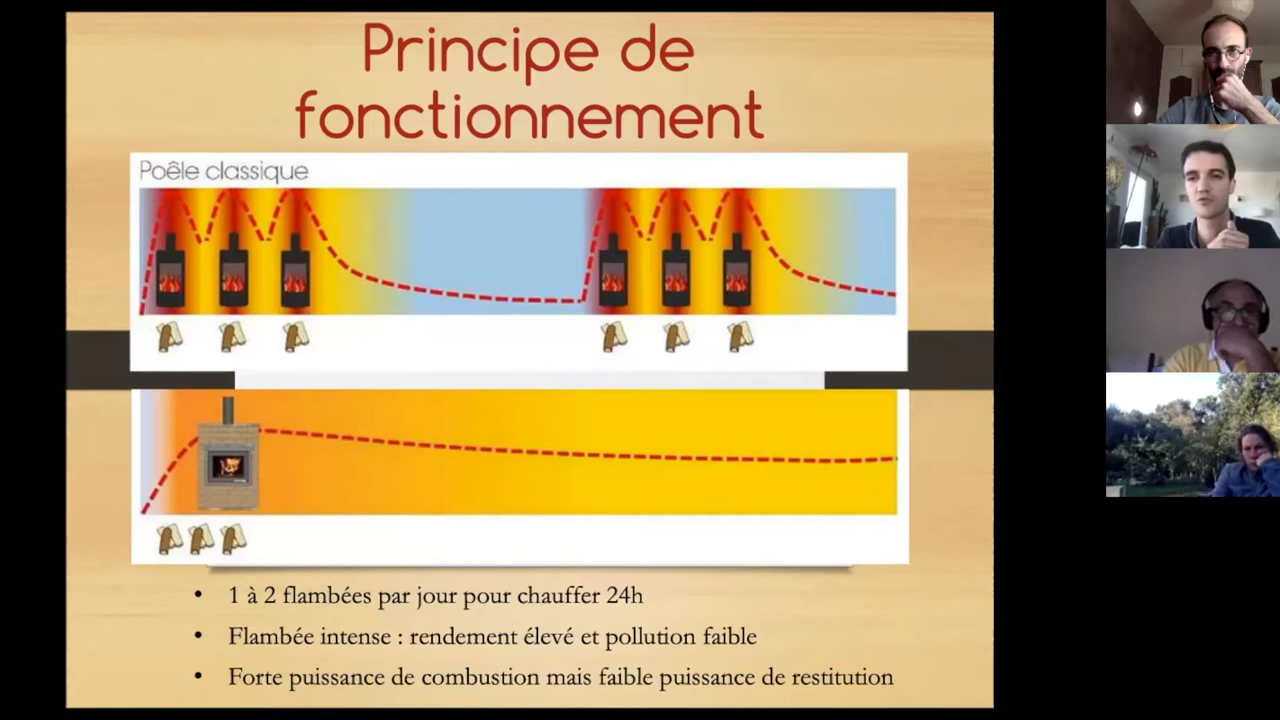 Principe de
fonctionnement
Poêle classique
• 1 à 2 flambées par jour pour chauffer 24h
• Flambée intense : rendement élevé et pollution faible
• Forte puissance de combustion mais faible puissance de restitution